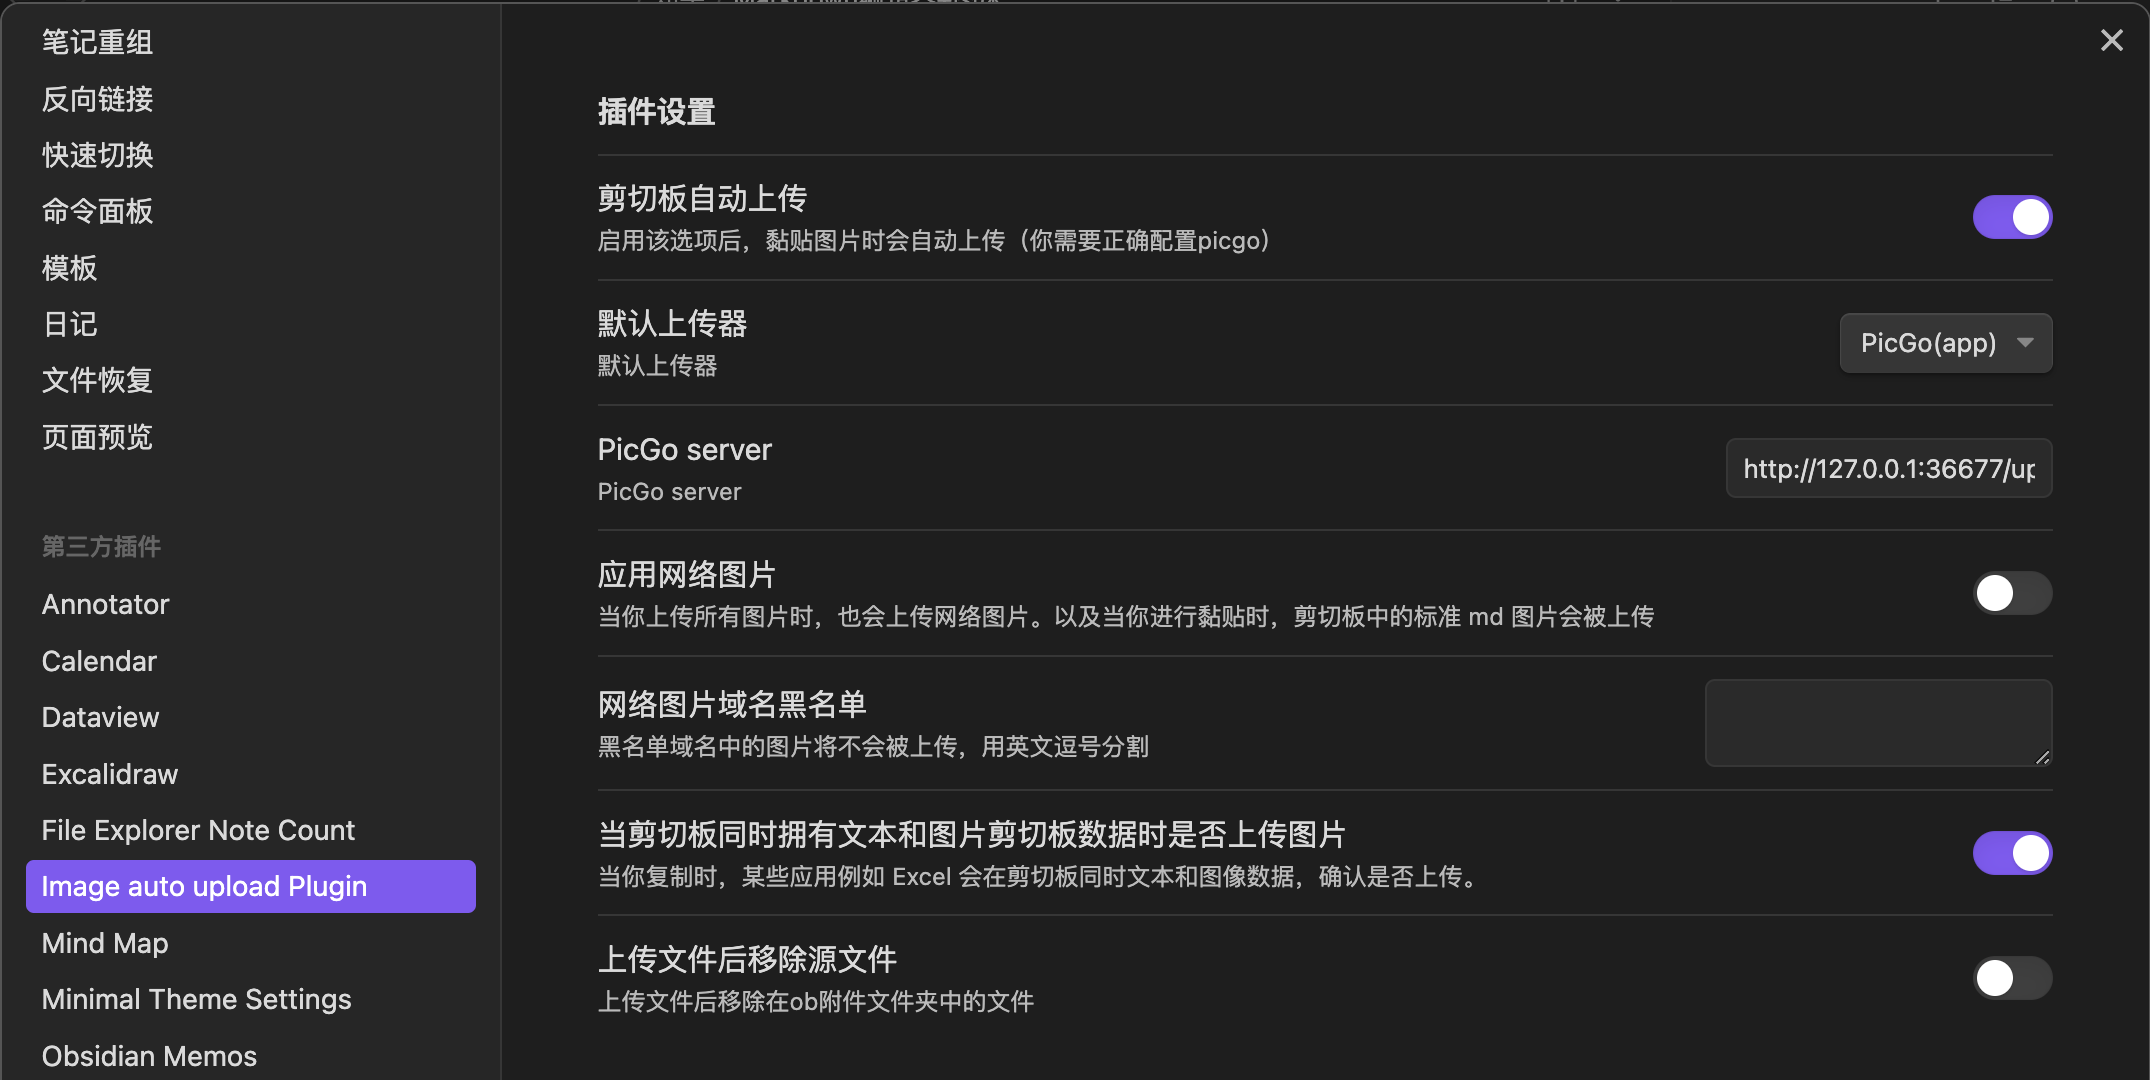 笔记重组
反向链接
快速切换
命令面板
模板
日记
文件恢复
页面预览
第三方插件
Annotator
Calendar
Dataview
Excalidraw
File Explorer Note Count
Image auto upload Plugin
Mind Map
Minimal Theme Settings
Obsidian Memos
插件设置
剪切板自动上传
启用该选项后，黏贴图片时会自动上传（你需要正确配置picgo）
默认上传器
默认上传器
PicGo(app)
PicGo server
PicGo server
http://127.0.0.1:36677/up
应用网络图片
当你上传所有图片时，也会上传网络图片。以及当你进行黏贴时，剪切板中的标准 md 图片会被上传
网络图片域名黑名单
黑名单域名中的图片将不会被上传，用英文逗号分割
当剪切板同时拥有文本和图片剪切板数据时是否上传图片
当你复制时，某些应用例如 Excel 会在剪切板同时文本和图像数据，确认是否上传。
上传文件后移除源文件
上传文件后移除在ob附件文件夹中的文件